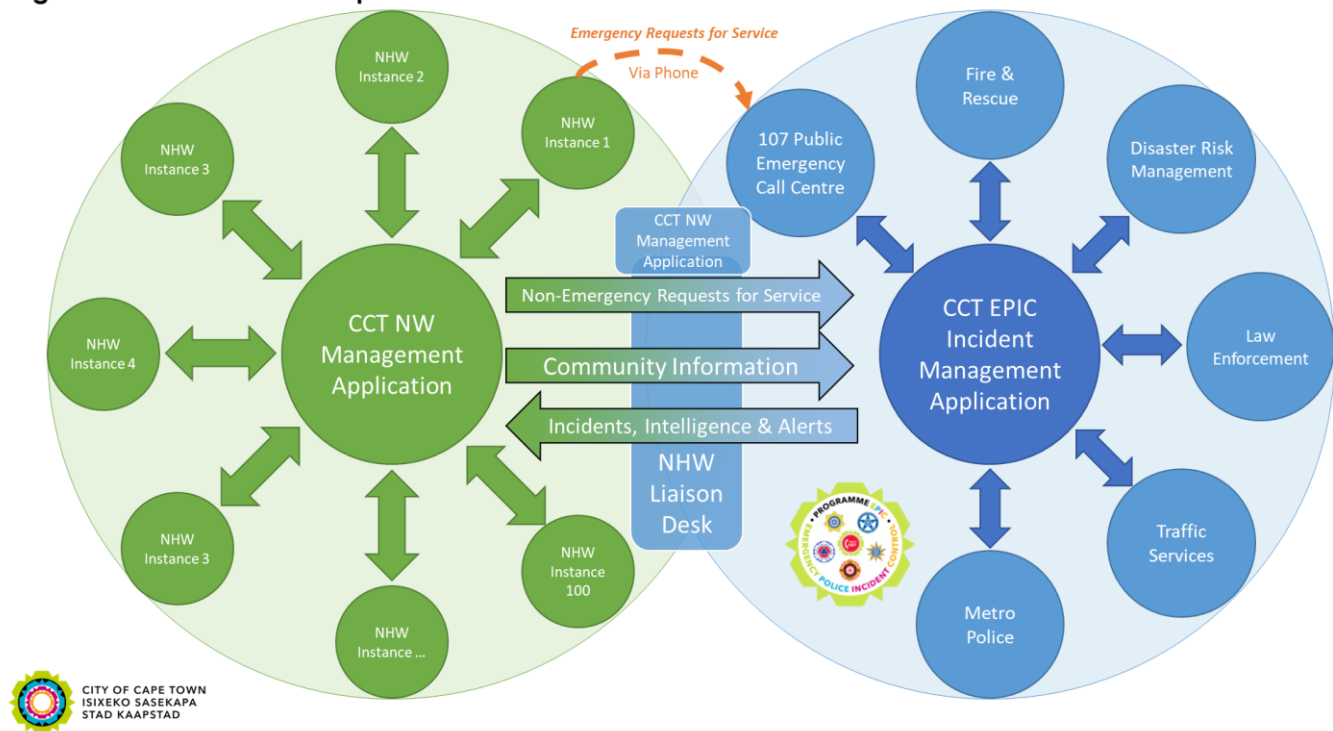 Emergency Requests for Service
Via Phone
NHW
Instance 2
NHW
Instance 1
NHW
Instance 3
NHW
Instance 4
NHW
Instance 3
NHW
Instance ...
NHW
Instance
100
CCT NW
Management
Application
CCT NW
Management
Application
Non-Emergency Requests for Service
Community Information
Incidents, Intelligence & Alerts
NHW
Liaison
Desk
107 Public
Emergency
Call Centre
Fire &
Rescue
Disaster Risk
Management
Law
Enforcement
Traffic
Services
Metro
Police
CCT EPIC
Incident
Management
Application
• PROGRAMME EPIC •
EMERGENCY POLICE INCIDENT CONTROL
CITY OF CAPE TOWN
ISIXEKO SASEKAPA
STAD KAAPSTAD